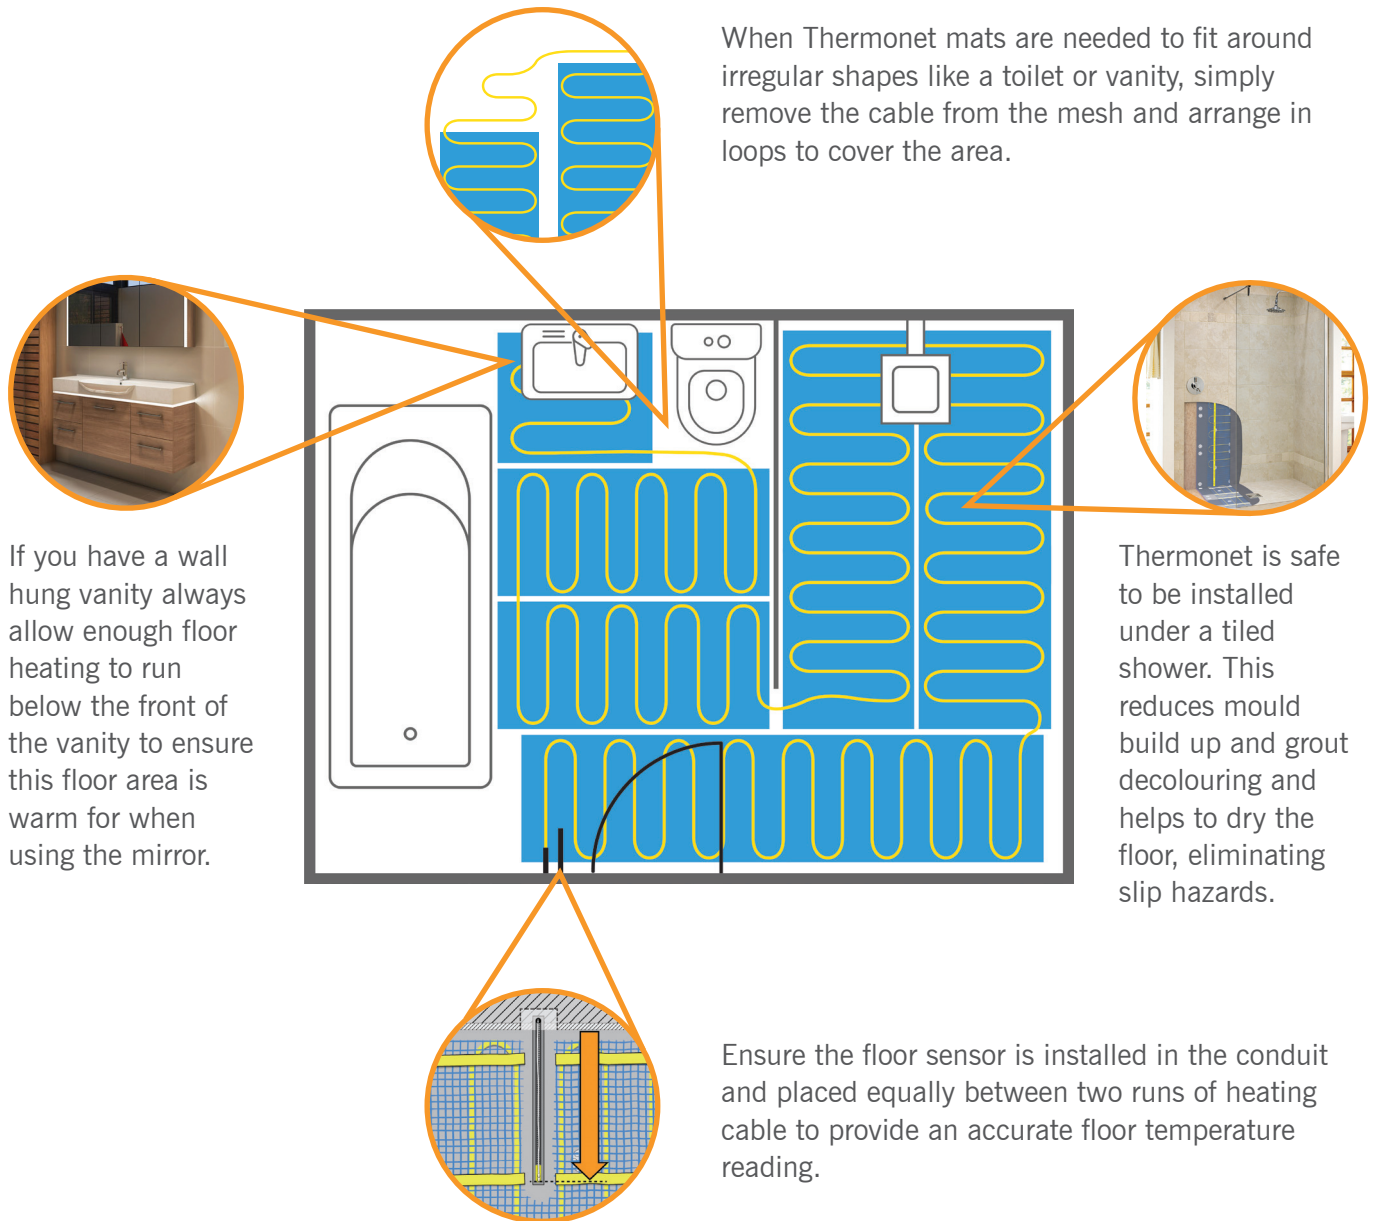 When Thermonet mats are needed to fit around
irregular shapes like a toilet or vanity, simply
remove the cable from the mesh and arrange in
loops to cover the area.
If you have a wall
hung vanity always
allow enough floor
heating to run
below the front of
the vanity to ensure
this floor area is
warm for when
using the mirror.
Thermonet is safe
to be installed
under a tiled
shower. This
reduces mould
build up and grout
decolouring and
helps to dry the
floor, eliminating
slip hazards.
Ensure the floor sensor is installed in the conduit
and placed equally between two runs of heating
cable to provide an accurate floor temperature
reading.